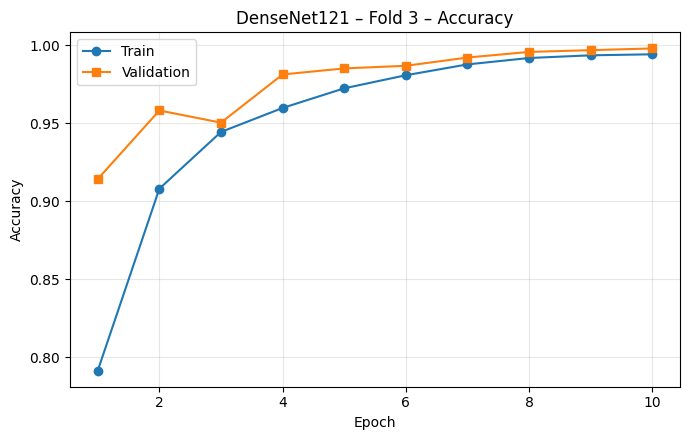 DenseNet121 – Fold 3 – Accuracy
Train
Validation
Accuracy
1.00
0.95
0.90
0.85
0.80
2 4 6 8 10
Epoch